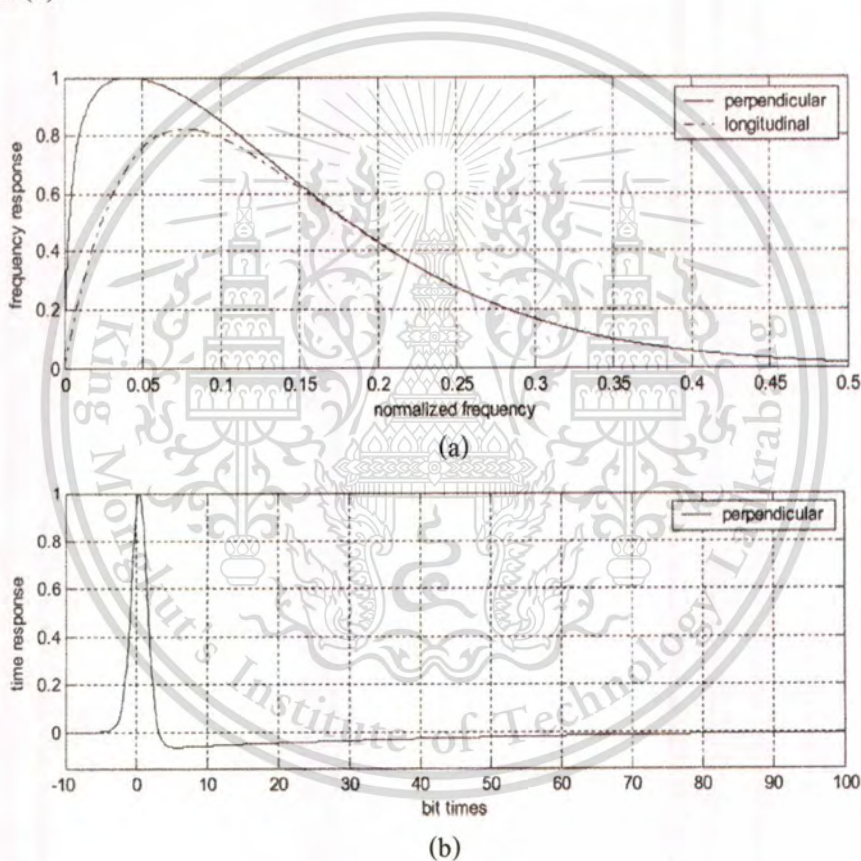 1
0.8
0.6
0.4
0.2
0
frequency response
perpendicular
longitudinal
0 0.05 0.1 0.15 0.2 0.25 0.3 0.35 0.4 0.45 0.5
normalized frequency
(a)
1
0.8
0.6
0.4
0.2
0
time response
perpendicular
-10 0 10 20 30 40 50 60 70 80 90 100
bit times
(b)
King Mongkut's Institute of Technology Ladkrabang